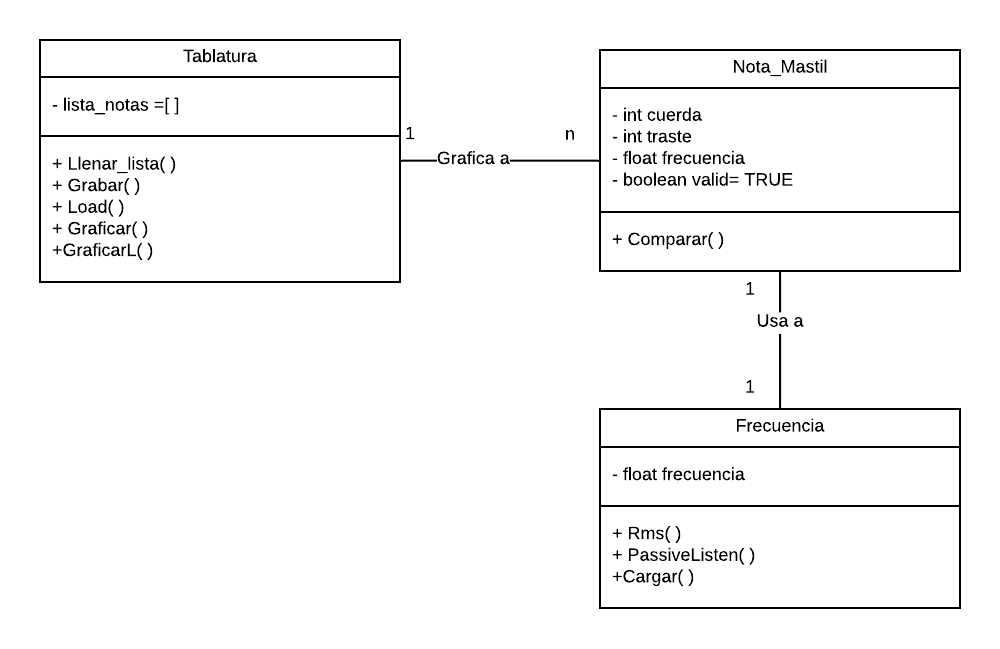 Tablatura
- lista_notas =[ ]
+ Llenar_lista( )
+ Grabar( )
+ Load( )
+ Graficar( )
+GraficarL( )
1
Grafica a
n
Nota_Mastil
- int cuerda
- int traste
- float frecuencia
- boolean valid= TRUE
+ Comparar( )
1
Usa a
1
Frecuencia
- float frecuencia
+ Rms( )
+ PassiveListen( )
+Cargar( )